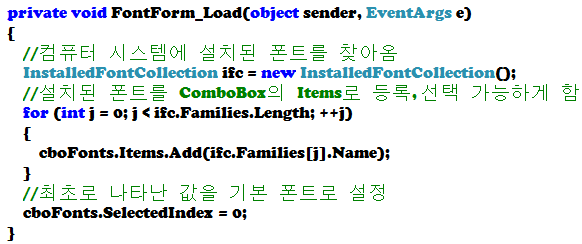 private void FontForm_Load(object sender, EventArgs e)
{
//컴퓨터 시스템에 설치된 폰트를 찾아옴
InstalledFontCollection ifc = new InstalledFontCollection();
//설치된 폰트를 ComboBox의 Items로 등록,선택 가능하게 함
for (int j = 0; j < ifc.Families.Length; ++j)
{
cboFonts.Items.Add(ifc.Families[j].Name);
}
//최초로 나타난 값을 기본 폰트로 설정
cboFonts.SelectedIndex = 0;
}